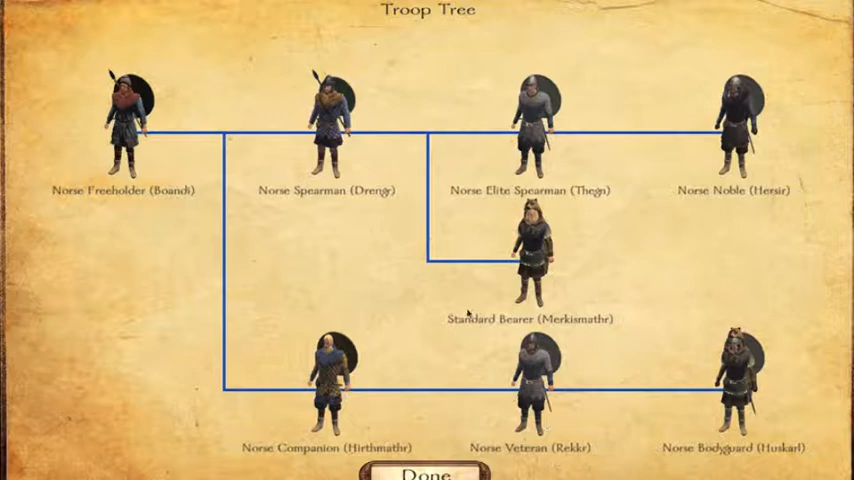 Troop Tree
Norse Freeholder (Boandi)
Norse Spearman (Drengr)
Norse Elite Spearman (Thegn)
Norse Noble (Hersir)
Standard Bearer (Merkismathr)
Norse Companion (Hirthmathr)
Norse Veteran (Rekkr)
Norse Bodyguard (Huskarl)
Done